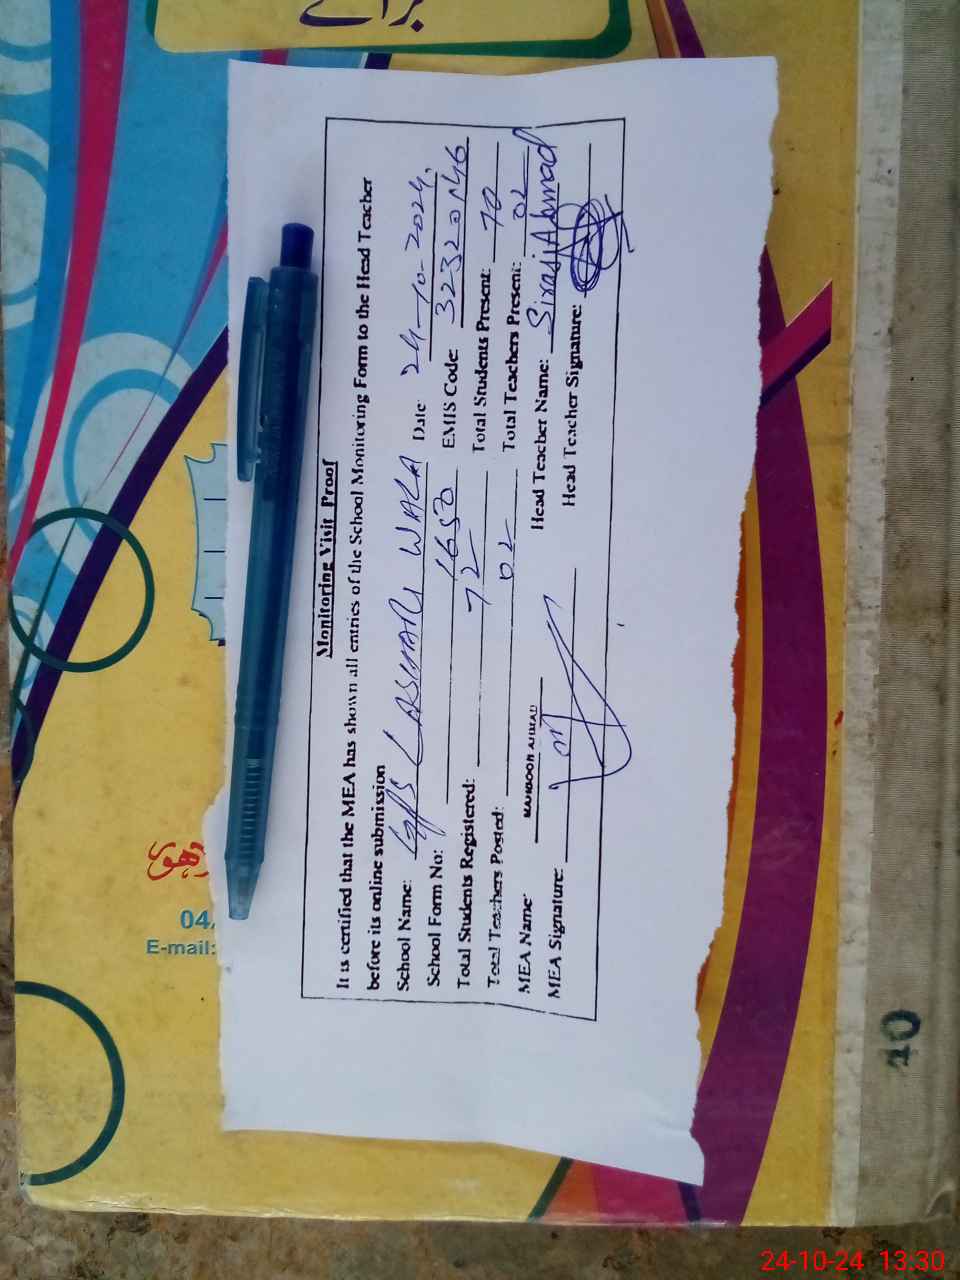 برائے
Monitoring Visit Proof
It is certified that the MEA has shown all entries of the School Monitoring Form to the Head Teacher
before its online submission
School Name: GPS LASHARI WALA Date: 24-10-2024.
School Form No: 1650 EMIS Code: 32320146
Total Students Registered: 72 Total Students Present: 70
Total Teachers Posted: 02 Total Teachers Present: 02
MEA Name: AHMAD Head Teacher Name: Siraj Ahmad
MEA Signature: Head Teacher Signature:
04
E-mail:
10
24-10-24 13:30